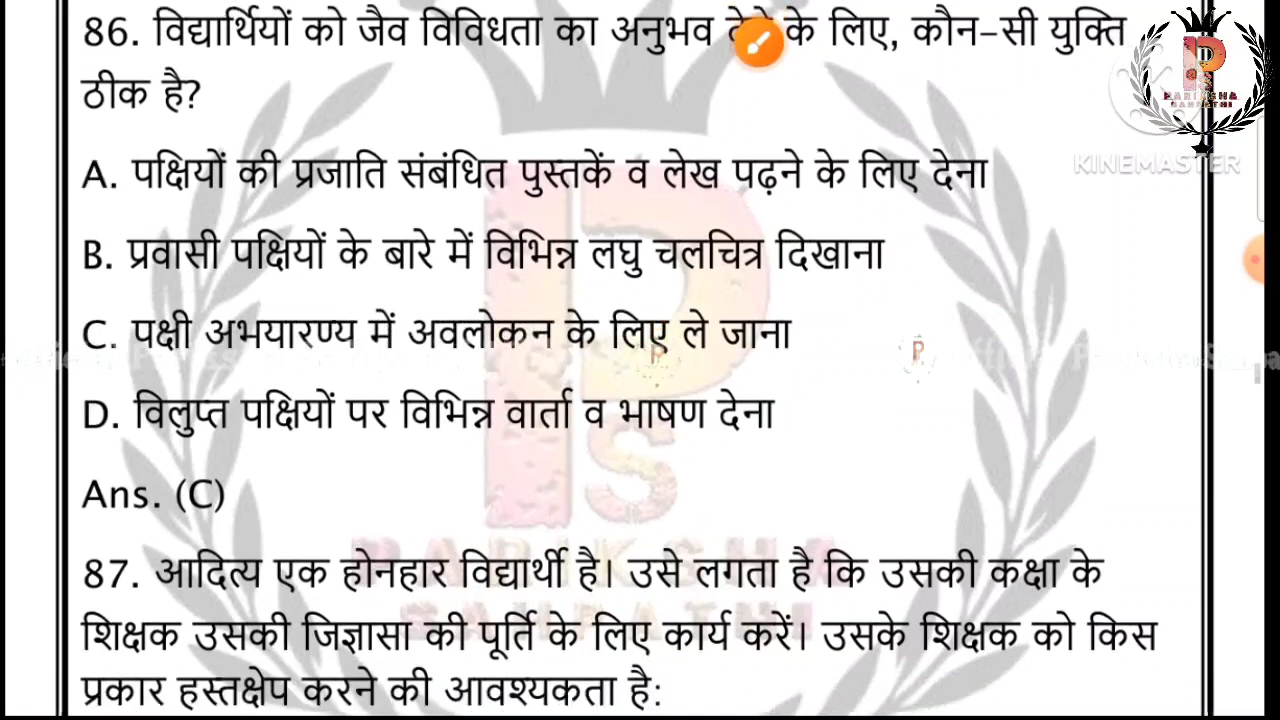 86. विद्यार्थियों को जैव विविधता का अनुभव के लिए, कौन-सी युक्ति
ठीक है?
A. पक्षियों की प्रजाति संबंधित पुस्तकें व लेख पढ़ने के लिए देना
B. प्रवासी पक्षियों के बारे में विभिन्न लघु चलचित्र दिखाना
C. पक्षी अभयारण्य में अवलोकन के लिए ले जाना
D. विलुप्त पक्षियों पर विभिन्न वार्ता व भाषण देना
Ans. (C)
87. आदित्य एक होनहार विद्यार्थी है। उसे लगता है कि उसकी कक्षा के
शिक्षक उसकी जिज्ञासा की पूर्ति के लिए कार्य करें। उसके शिक्षक को किस
प्रकार हस्तक्षेप करने की आवश्यकता है:
KINEMASTER
PARIKSHA